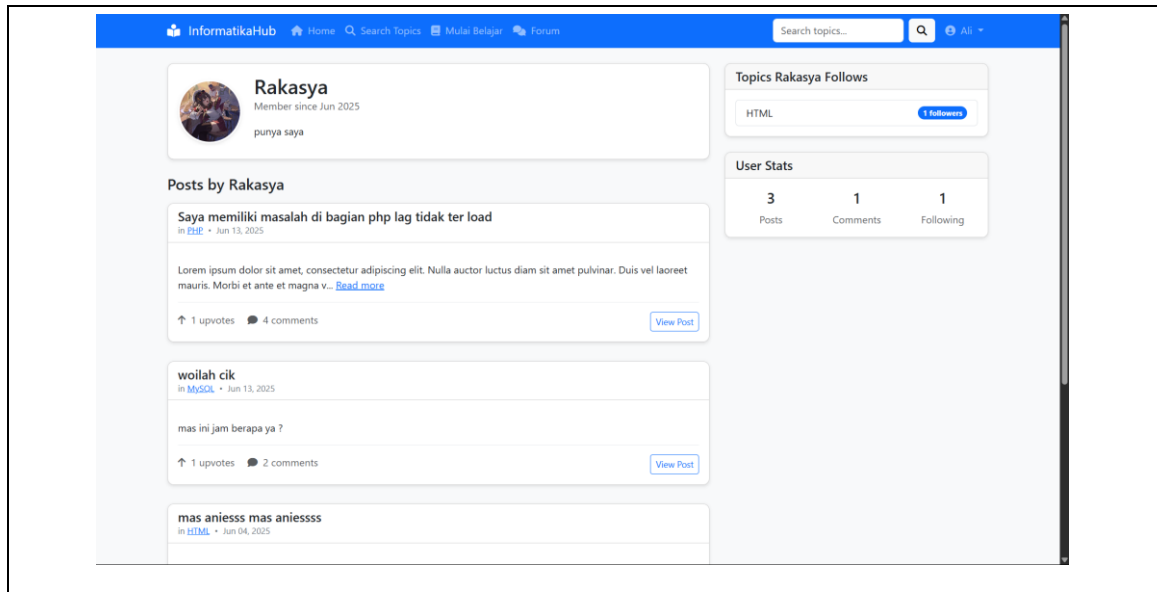 InformatikaHub Home Search Topics Mulai Belajar Forum Search topics... Ali
Rakasya
Member since Jun 2025
punya saya
Posts by Rakasya
Saya memiliki masalah di bagian php lag tidak ter load
in PHP • Jun 13, 2025
Lorem ipsum dolor sit amet, consectetur adipiscing elit. Nulla auctor luctus diam sit amet pulvinar. Duis vel laoreet
mauris. Morbi et ante et magna v... Read more
1 upvotes 4 comments View Post
woilah cik
in MySQL • Jun 13, 2025
mas ini jam berapa ya ?
1 upvotes 2 comments View Post
mas aniesss mas aniessss
in HTML • Jun 04, 2025
Topics Rakasya Follows
HTML 1 followers
User Stats
3 1 1
Posts Comments Following